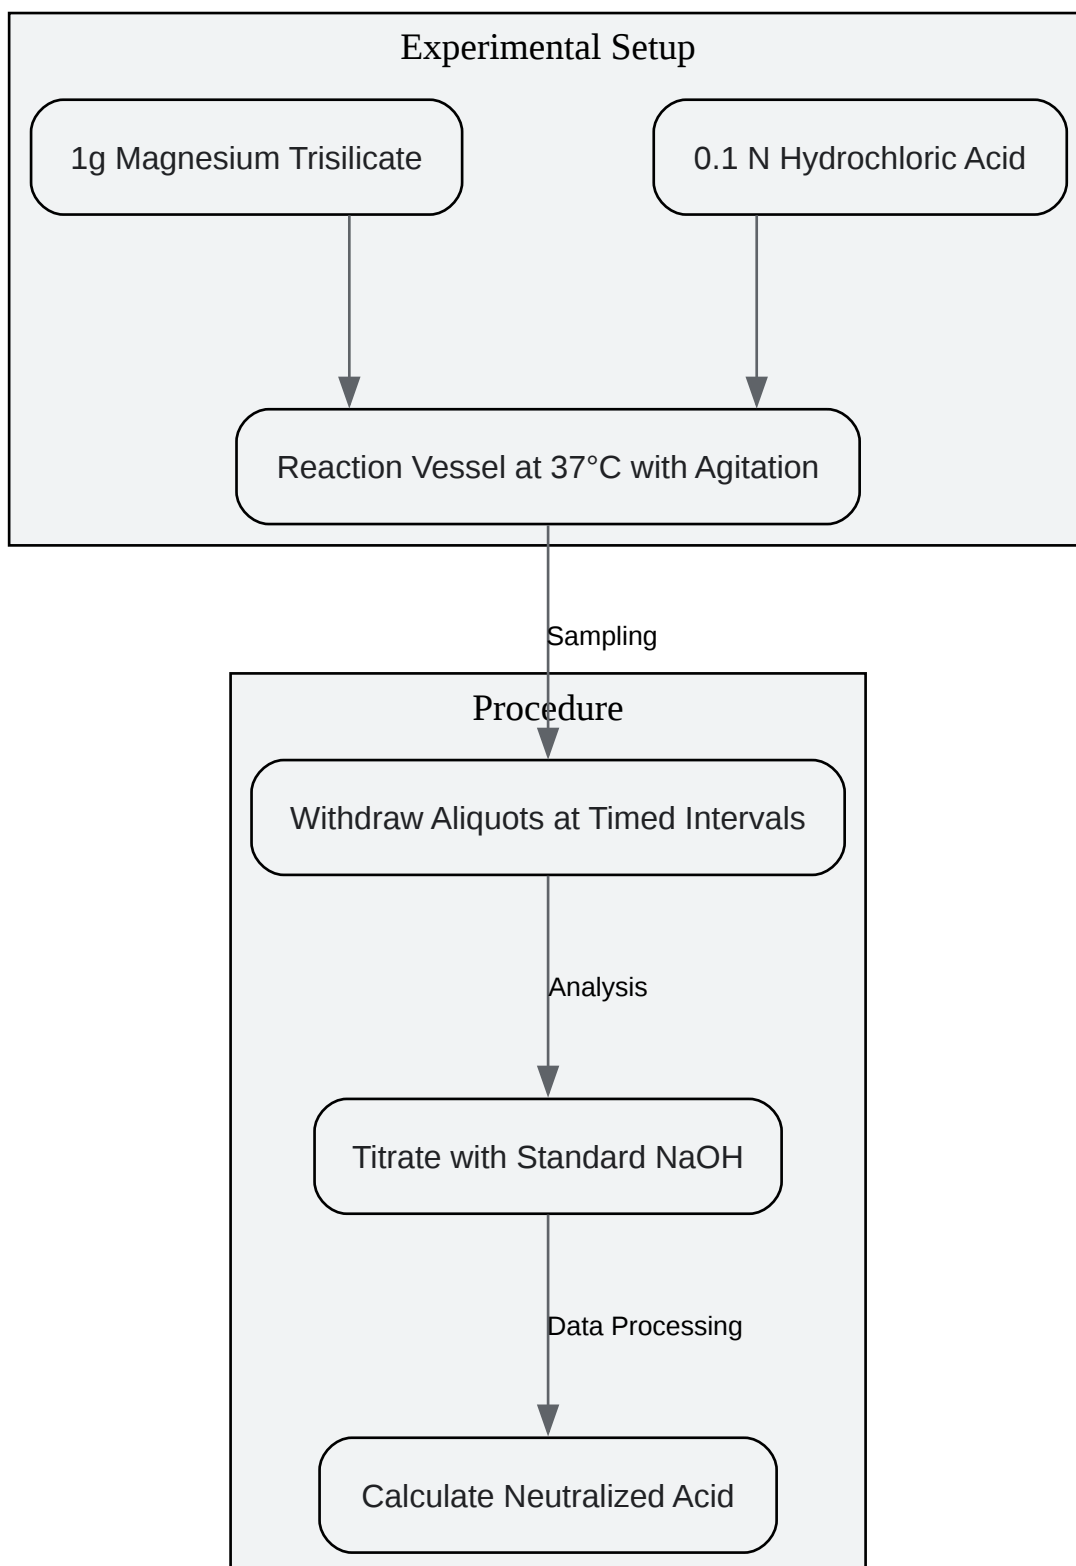 Experimental Setup
1g Magnesium Trisilicate
0.1 N Hydrochloric Acid
Reaction Vessel at 37°C with Agitation
Sampling
Procedure
Withdraw Aliquots at Timed Intervals
Analysis
Titrate with Standard NaOH
Data Processing
Calculate Neutralized Acid